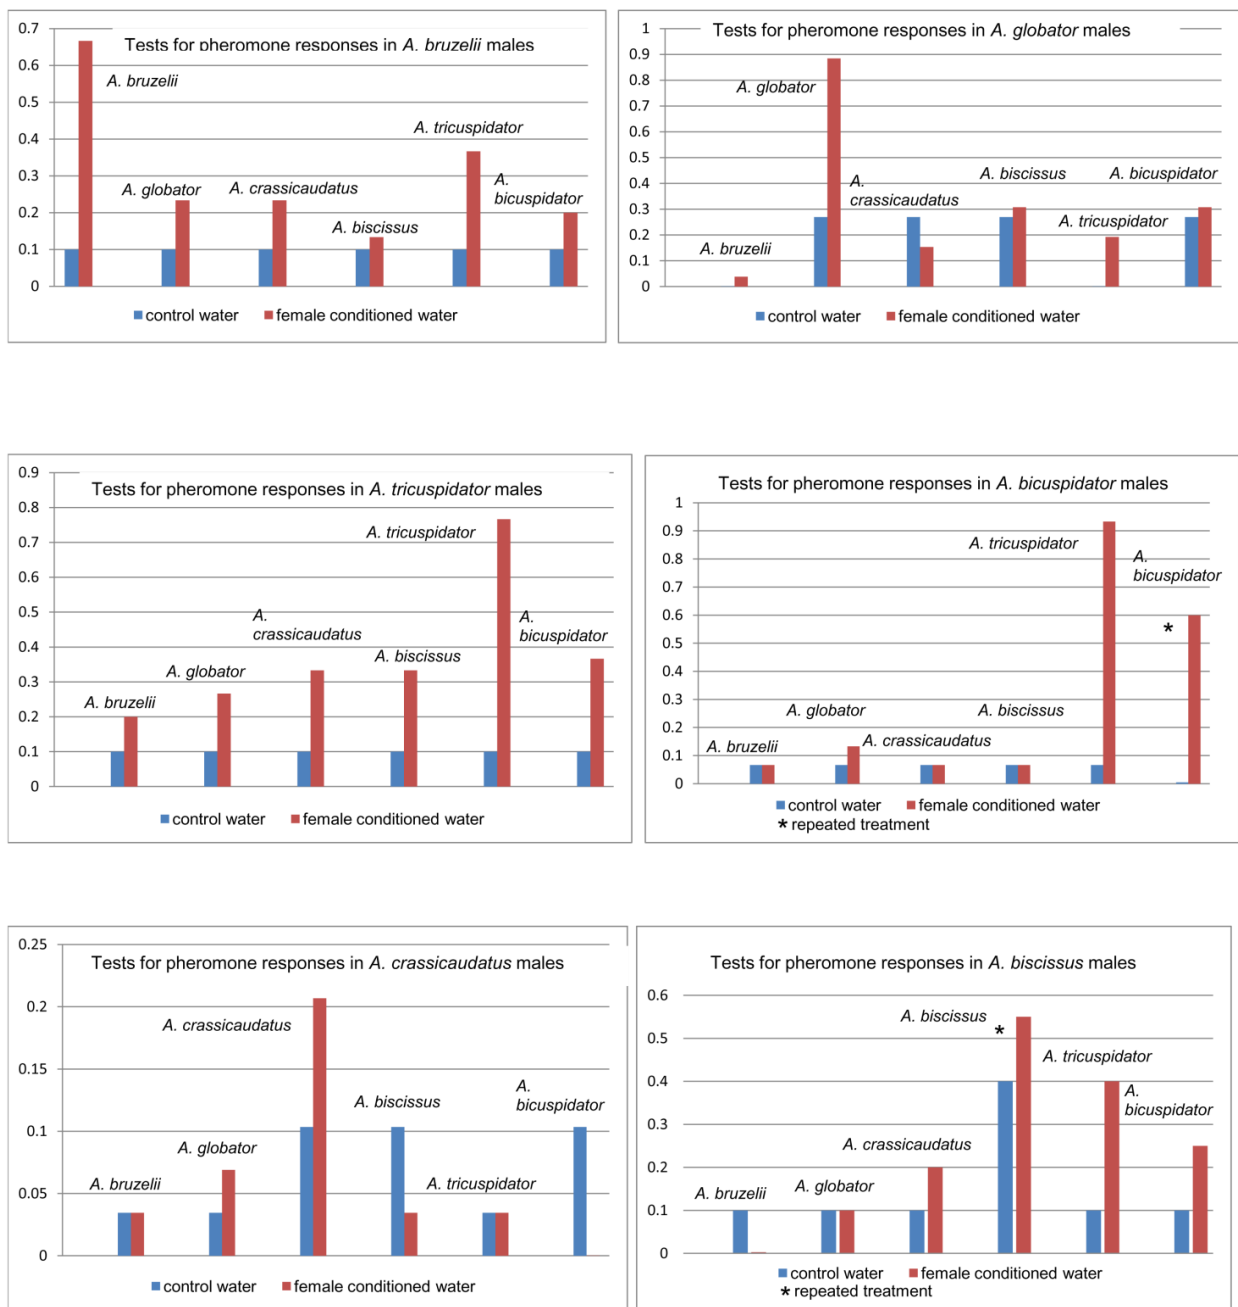 Tests for pheromone responses in A. bruzelii males
0.7
0.6
0.5
0.4
0.3
0.2
0.1
0
A. bruzelii
A. globator
A. crassicaudatus
A. biscissus
A. tricuspidator
A.
bicuspidator
control water
female conditioned water
Tests for pheromone responses in A. globator males
1
0.9
0.8
0.7
0.6
0.5
0.4
0.3
0.2
0.1
0
A. bruzelii
A. globator
A.
crassicaudatus
A. biscissus
A. tricuspidator
A. bicuspidator
control water
female conditioned water
Tests for pheromone responses in A. tricuspidator males
0.9
0.8
0.7
0.6
0.5
0.4
0.3
0.2
0.1
0
A. bruzelii
A. globator
A.
crassicaudatus
A. biscissus
A. tricuspidator
A.
bicuspidator
control water
female conditioned water
Tests for pheromone responses in A. bicuspidator males
1
0.9
0.8
0.7
0.6
0.5
0.4
0.3
0.2
0.1
0
A. bruzelii
A. globator
A. crassicaudatus
A. biscissus
A. tricuspidator
A.
bicuspidator
*
control water
female conditioned water
* repeated treatment
Tests for pheromone responses in A. crassicaudatus males
0.25
0.2
0.15
0.1
0.05
0
A. bruzelii
A. globator
A. crassicaudatus
A. biscissus
A. tricuspidator
A.
bicuspidator
control water
female conditioned water
Tests for pheromone responses in A. biscissus males
0.6
0.5
0.4
0.3
0.2
0.1
0
A. bruzelii
A. globator
A. crassicaudatus
A. biscissus
*
A. tricuspidator
A.
bicuspidator
control water
female conditioned water
* repeated treatment